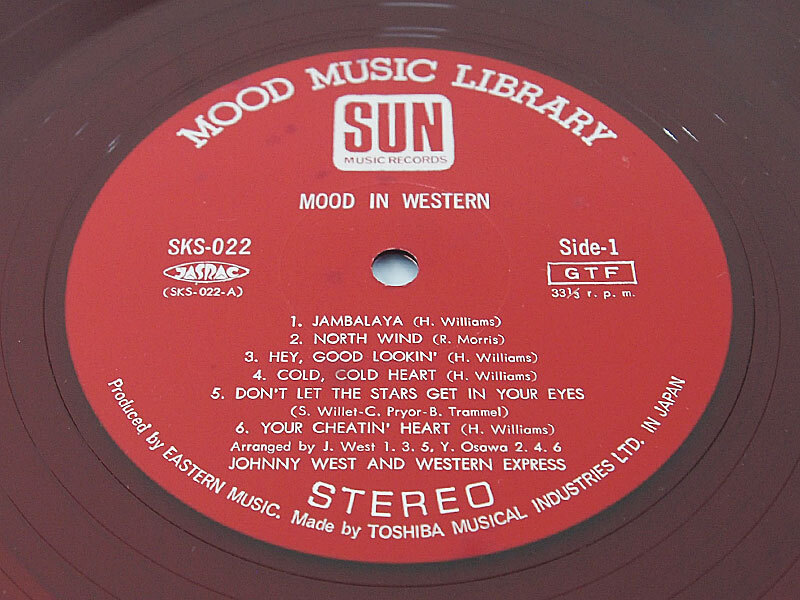 MOOD MUSIC LIBRARY
SUN
MUSIC RECORDS
MOOD IN WESTERN
SKS-022
JASRAC
(SKS-022-A)
Side-1
GTF
33⅓ r. p. m.
1. JAMBALAYA (H. Williams)
2. NORTH WIND (R. Morris)
3. HEY, GOOD LOOKIN' (H. Williams)
4. COLD, COLD HEART (H. Williams)
5. DON'T LET THE STARS GET IN YOUR EYES
(S. Willet-C. Pryor-B. Trammel)
6. YOUR CHEATIN' HEART (H. Williams)
Arranged by J. West 1. 3. 5, Y. Osawa 2. 4. 6
JOHNNY WEST AND WESTERN EXPRESS
STEREO
Produced by EASTERN MUSIC. Made by TOSHIBA MUSICAL INDUSTRIES LTD. IN JAPAN